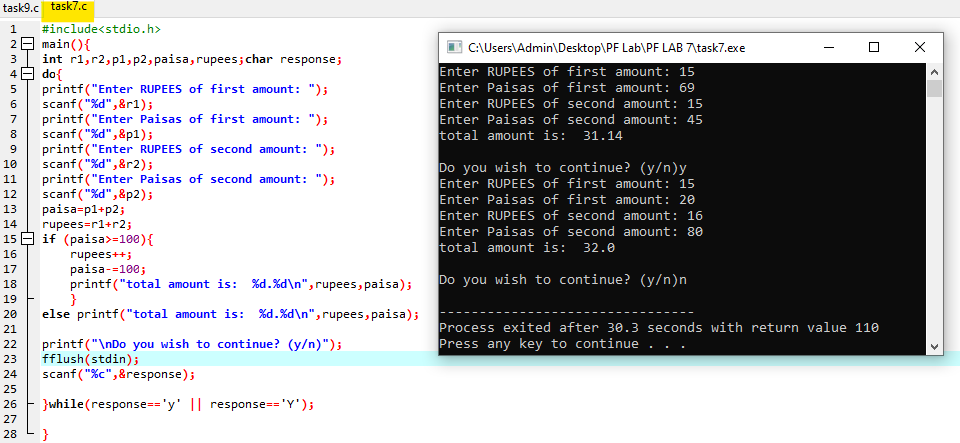 task9.c task7.c
1 #include<stdio.h>
2 main(){
3 int r1,r2,p1,p2,paisa,rupees;char response;
4 do{
5 printf("Enter RUPEES of first amount: ");
6 scanf("%d",&r1);
7 printf("Enter Paisas of first amount: ");
8 scanf("%d",&p1);
9 printf("Enter RUPEES of second amount: ");
10 scanf("%d",&r2);
11 printf("Enter Paisas of second amount: ");
12 scanf("%d",&p2);
13 paisa=p1+p2;
14 rupees=r1+r2;
15 if (paisa>=100){
16 rupees++;
17 paisa-=100;
18 printf("total amount is:  %d.%d\n",rupees,paisa);
19 }
20 else printf("total amount is:  %d.%d\n",rupees,paisa);
21
22 printf("\nDo you wish to continue? (y/n)");
23 fflush(stdin);
24 scanf("%c",&response);
25
26 }while(response=='y' || response=='Y');
27
28 }
C:\Users\Admin\Desktop\PF Lab\PF LAB 7\task7.exe
Enter RUPEES of first amount: 15
Enter Paisas of first amount: 69
Enter RUPEES of second amount: 15
Enter Paisas of second amount: 45
total amount is:  31.14
Do you wish to continue? (y/n)y
Enter RUPEES of first amount: 15
Enter Paisas of first amount: 20
Enter RUPEES of second amount: 16
Enter Paisas of second amount: 80
total amount is:  32.0
Do you wish to continue? (y/n)n
--------------------------------
Process exited after 30.3 seconds with return value 110
Press any key to continue . . .